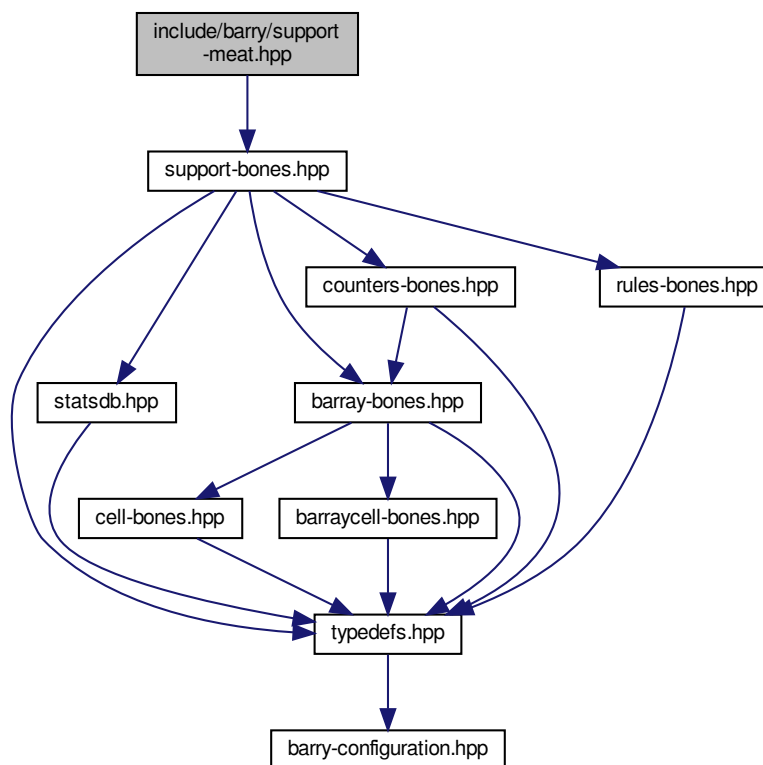 include/barry/support
-meat.hpp
support-bones.hpp
counters-bones.hpp
rules-bones.hpp
statsdb.hpp
barray-bones.hpp
cell-bones.hpp
barraycell-bones.hpp
typedefs.hpp
barry-configuration.hpp